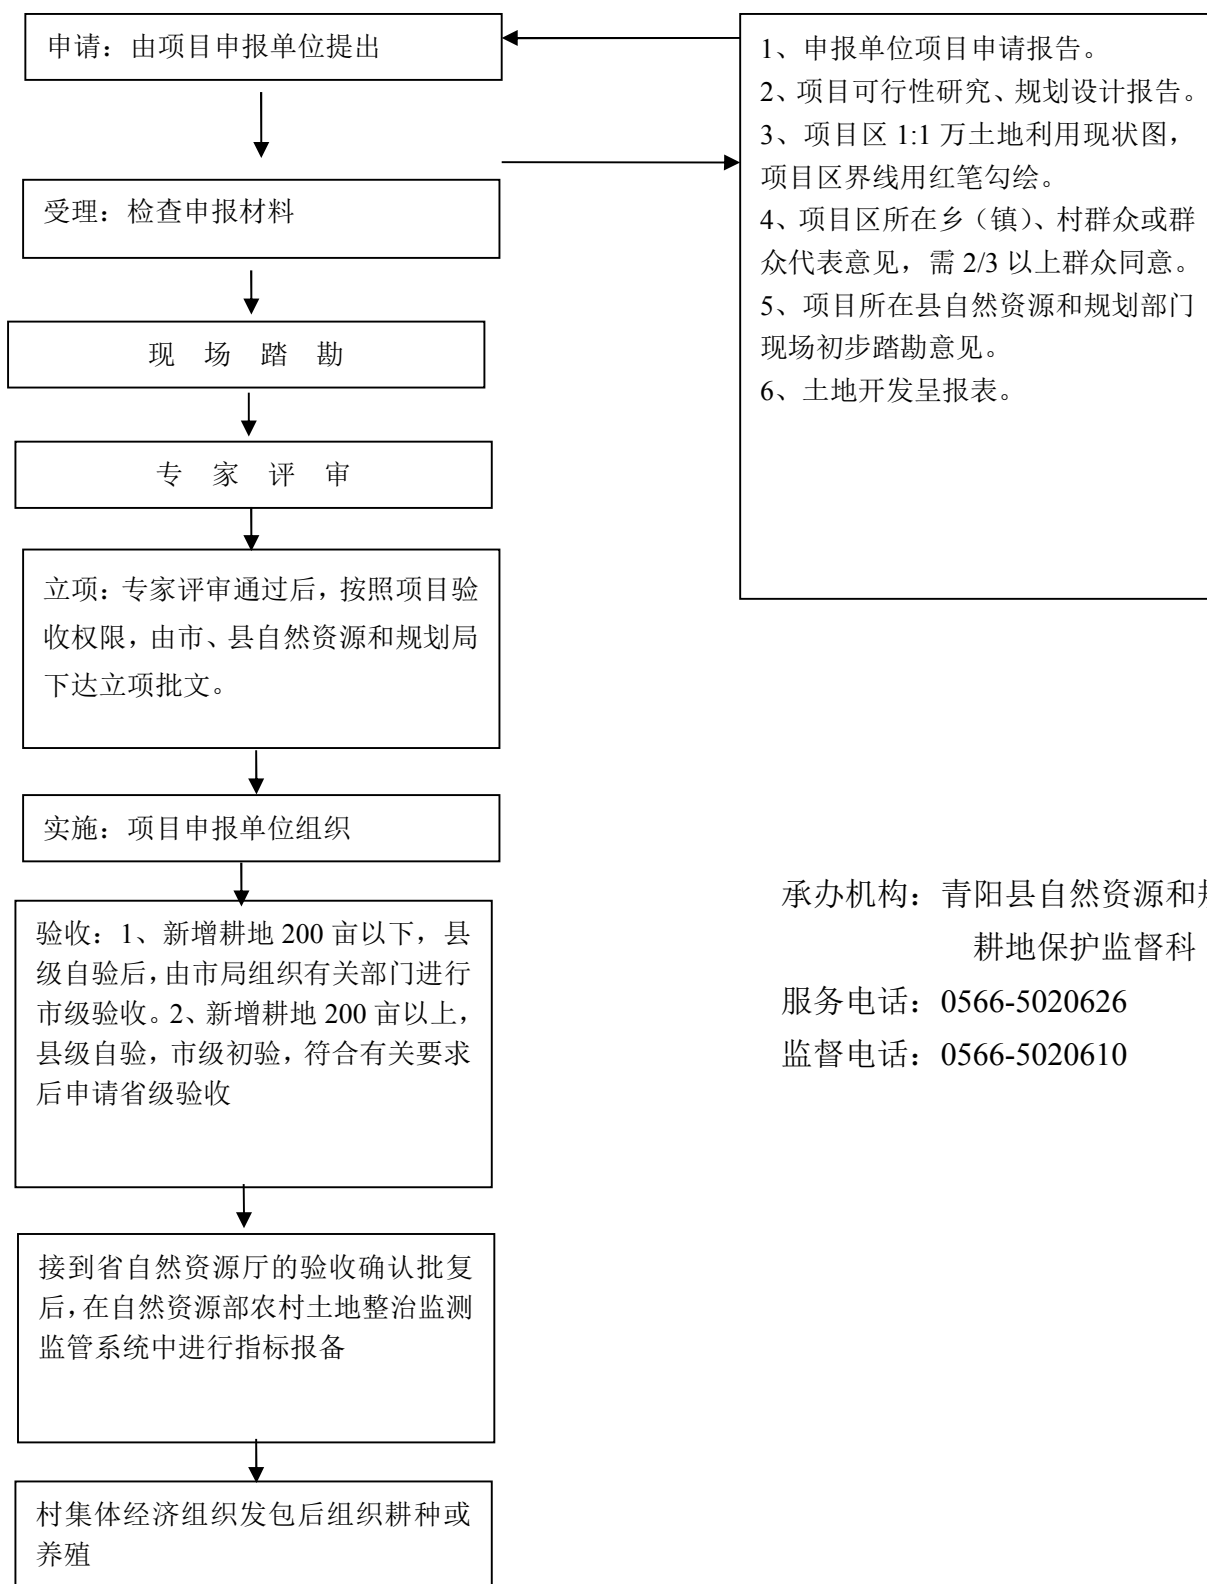 申请：由项目申报单位提出
受理：检查申报材料
现 场 踏 勘
专 家 评 审
立项：专家评审通过后，按照项目验
收权限，由市、县自然资源和规划局
下达立项批文。
实施：项目申报单位组织
验收：1、新增耕地 200 亩以下，县
级自验后，由市局组织有关部门进行
市级验收。2、新增耕地 200 亩以上，
县级自验，市级初验，符合有关要求
后申请省级验收
接到省自然资源厅的验收确认批复
后，在自然资源部农村土地整治监测
监管系统中进行指标报备
村集体经济组织发包后组织耕种或
养殖
1、申报单位项目申请报告。
2、项目可行性研究、规划设计报告。
3、项目区 1:1 万土地利用现状图，
项目区界线用红笔勾绘。
4、项目区所在乡（镇）、村群众或群
众代表意见，需 2/3 以上群众同意。
5、项目所在县自然资源和规划部门
现场初步踏勘意见。
6、土地开发呈报表。
承办机构：青阳县自然资源和规
耕地保护监督科
服务电话：0566-5020626
监督电话：0566-5020610